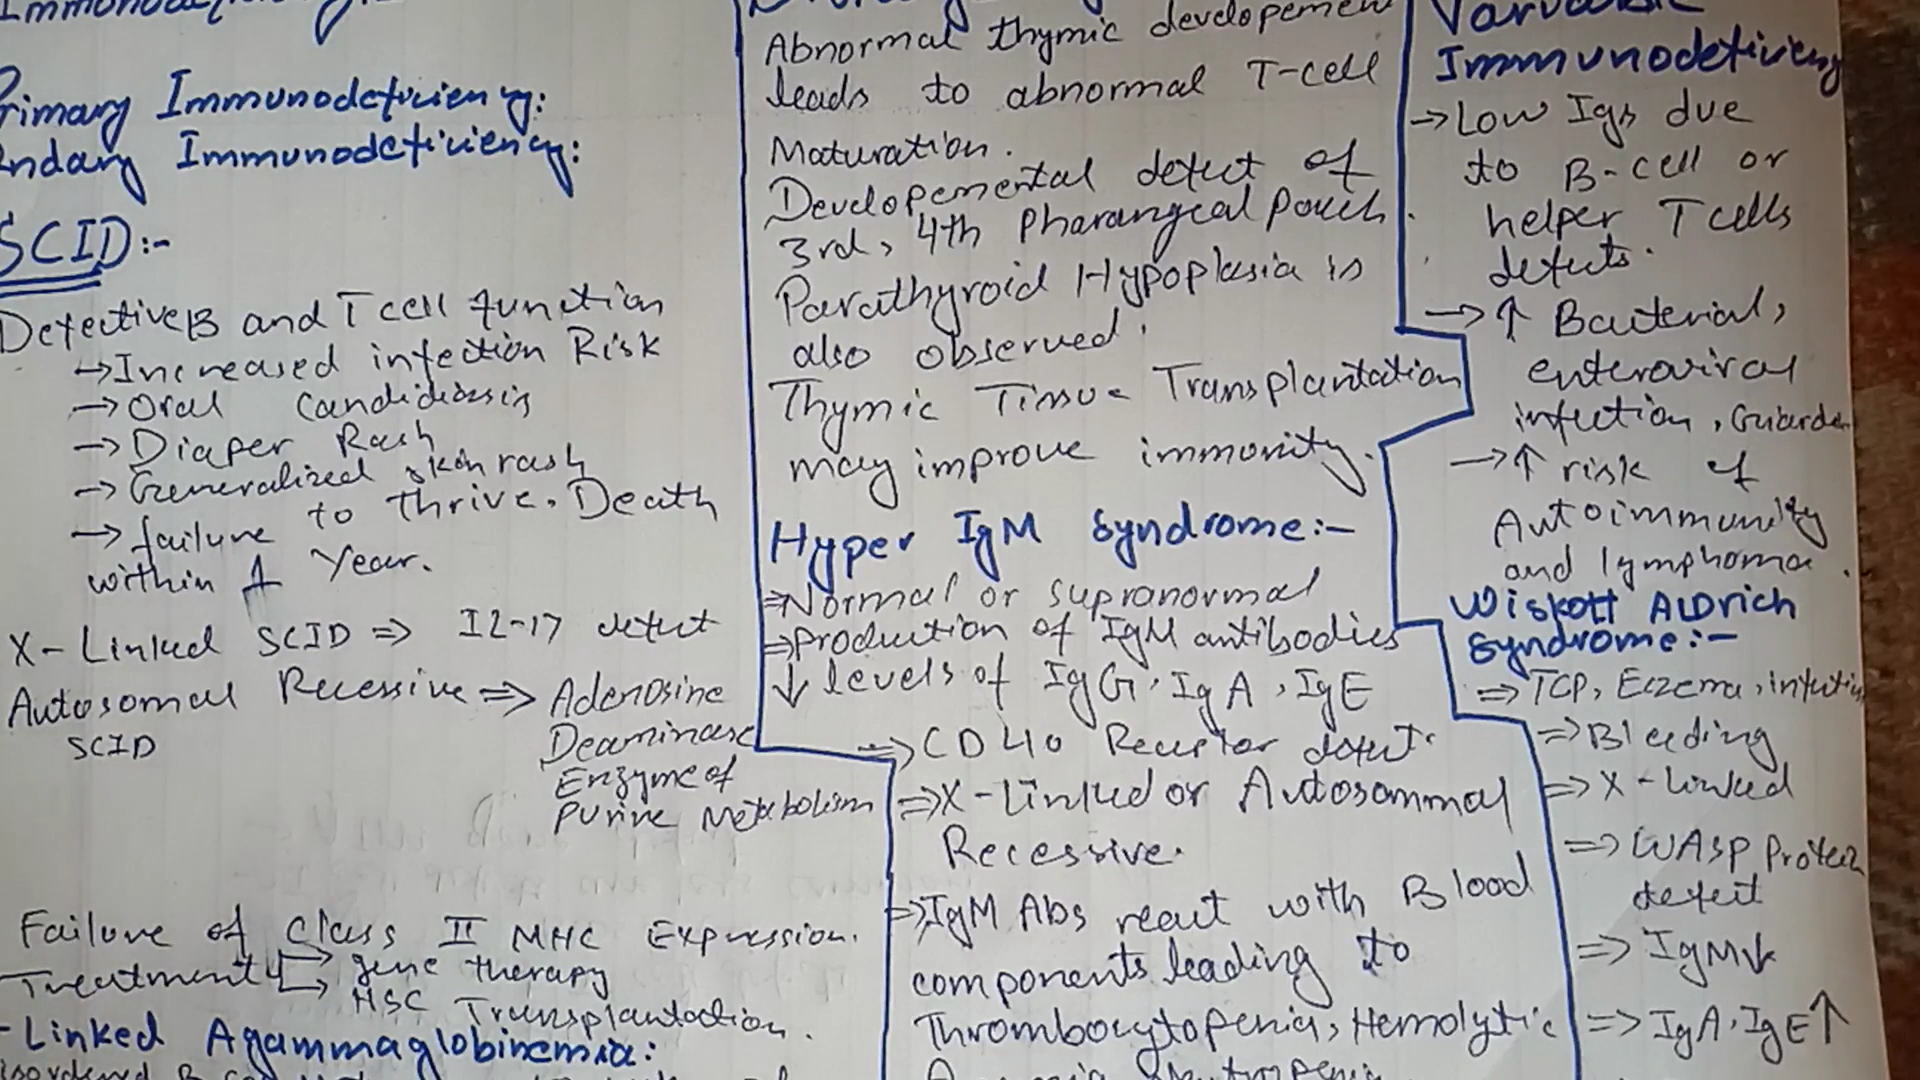 Primary Immunodeficiency:
Immunodeficiency:
SCID:-
Defective B and T cell function
→ Increased infection Risk
→ Oral Candidiasis
→ Diaper Rash
→ Generalized skin rash
→ failure to thrive. Death
within 1 Year.
X-Linked SCID ⇒ I2-17 defect
Autosomal Recessive ⇒ Adenosine
SCID
Deaminase
Enzyme of
Purine Metabolism
Failure of Class II MHC Expression.
Treatment → gene therapy
→ HSC Transplantation.
-Linked Agammaglobinemia:
Abnormal thymic developemen
leads to abnormal T-cell
Maturation.
Developemental defect of
3rd, 4th Pharangeal Pouch.
Parathyroid Hypoplasia is
also observed.
Thymic Tissue Transplantation
may improve immunity.
Hyper IgM Syndrome:-
⇒ Normal or supranormal
⇒ production of IgM antibodies
↓ levels of IgG, IgA, IgE
⇒ CD40 Receptor defect.
⇒ X-Linked or Autosommal
Recessive.
⇒ IgM Abs react with Blood
components leading to
Thrombocytopenia, Hemolytic
Variable
Immunodeficiency
→ Low Igs due
to B-cell or
helper T cells
defects.
→ ↑ Bacterial,
enteroviral
infection, Giarde
→ ↑ risk of
Autoimmunity
and lymphoma.
Wiskott ALDrich
Syndrome:-
⇒ TCP, Eczema, infection
⇒ Bleeding
⇒ X-linked
⇒ WASP Protein
defect
⇒ IgM↓
⇒ IgA, IgE↑